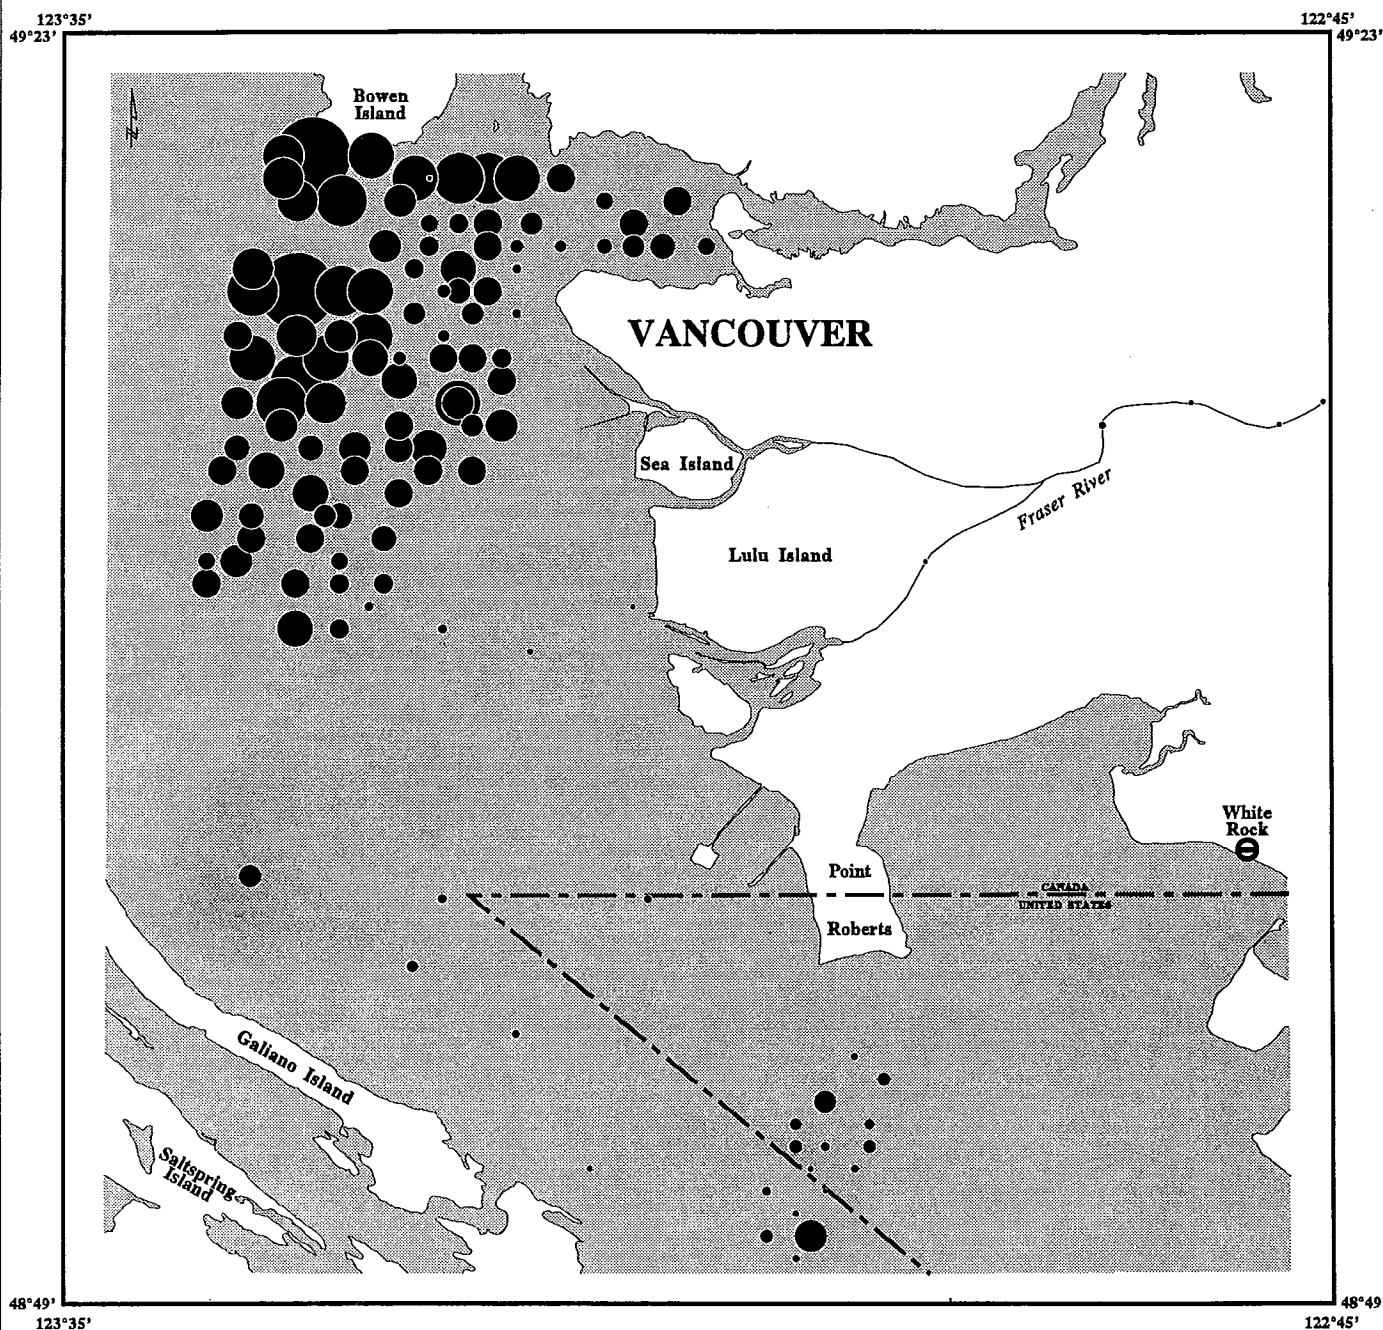 123°35’
122°45’
49°23’
49°23’
Bowen
Island
N
VANCOUVER
Sea Island
Fraser River
Lulu Island
White
Rock
Point
CANADA
UNITED STATES
Roberts
Galiano Island
Saltspring
Island
48°49’
48°49
123°35’
122°45’